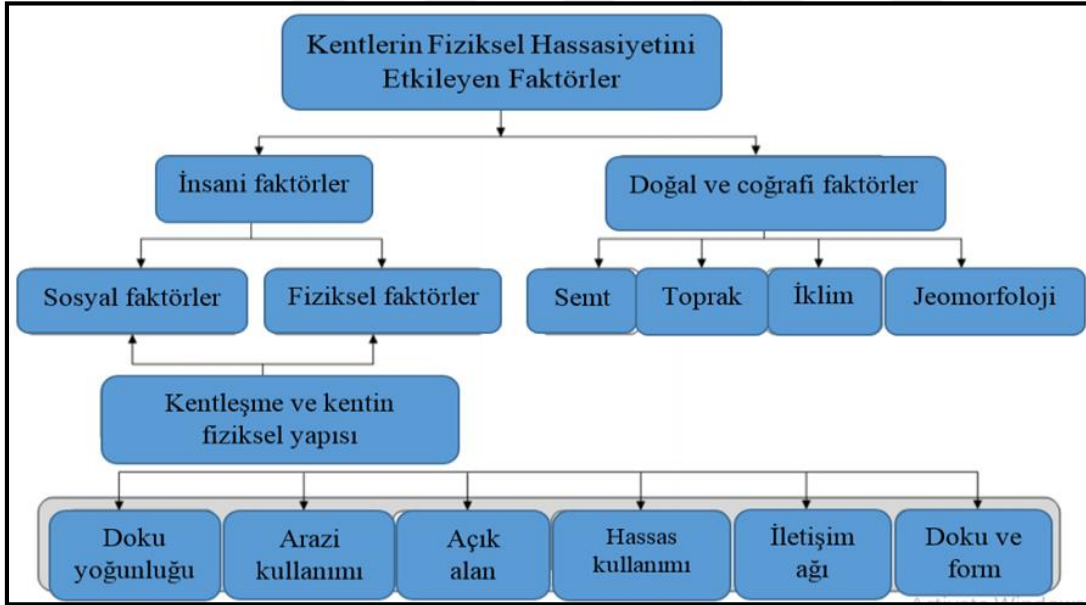 Kentlerin Fiziksel Hassasiyetini
Etkileyen Faktörler
İnsani faktörler
Doğal ve coğrafi faktörler
Sosyal faktörler
Fiziksel faktörler
Semt
Toprak
İklim
Jeomorfoloji
Kentleşme ve kentin
fiziksel yapısı
Doku
yoğunluğu
Arazi
kullanımı
Açık
alan
Hassas
kullanımı
İletişim
ağı
Doku ve
form